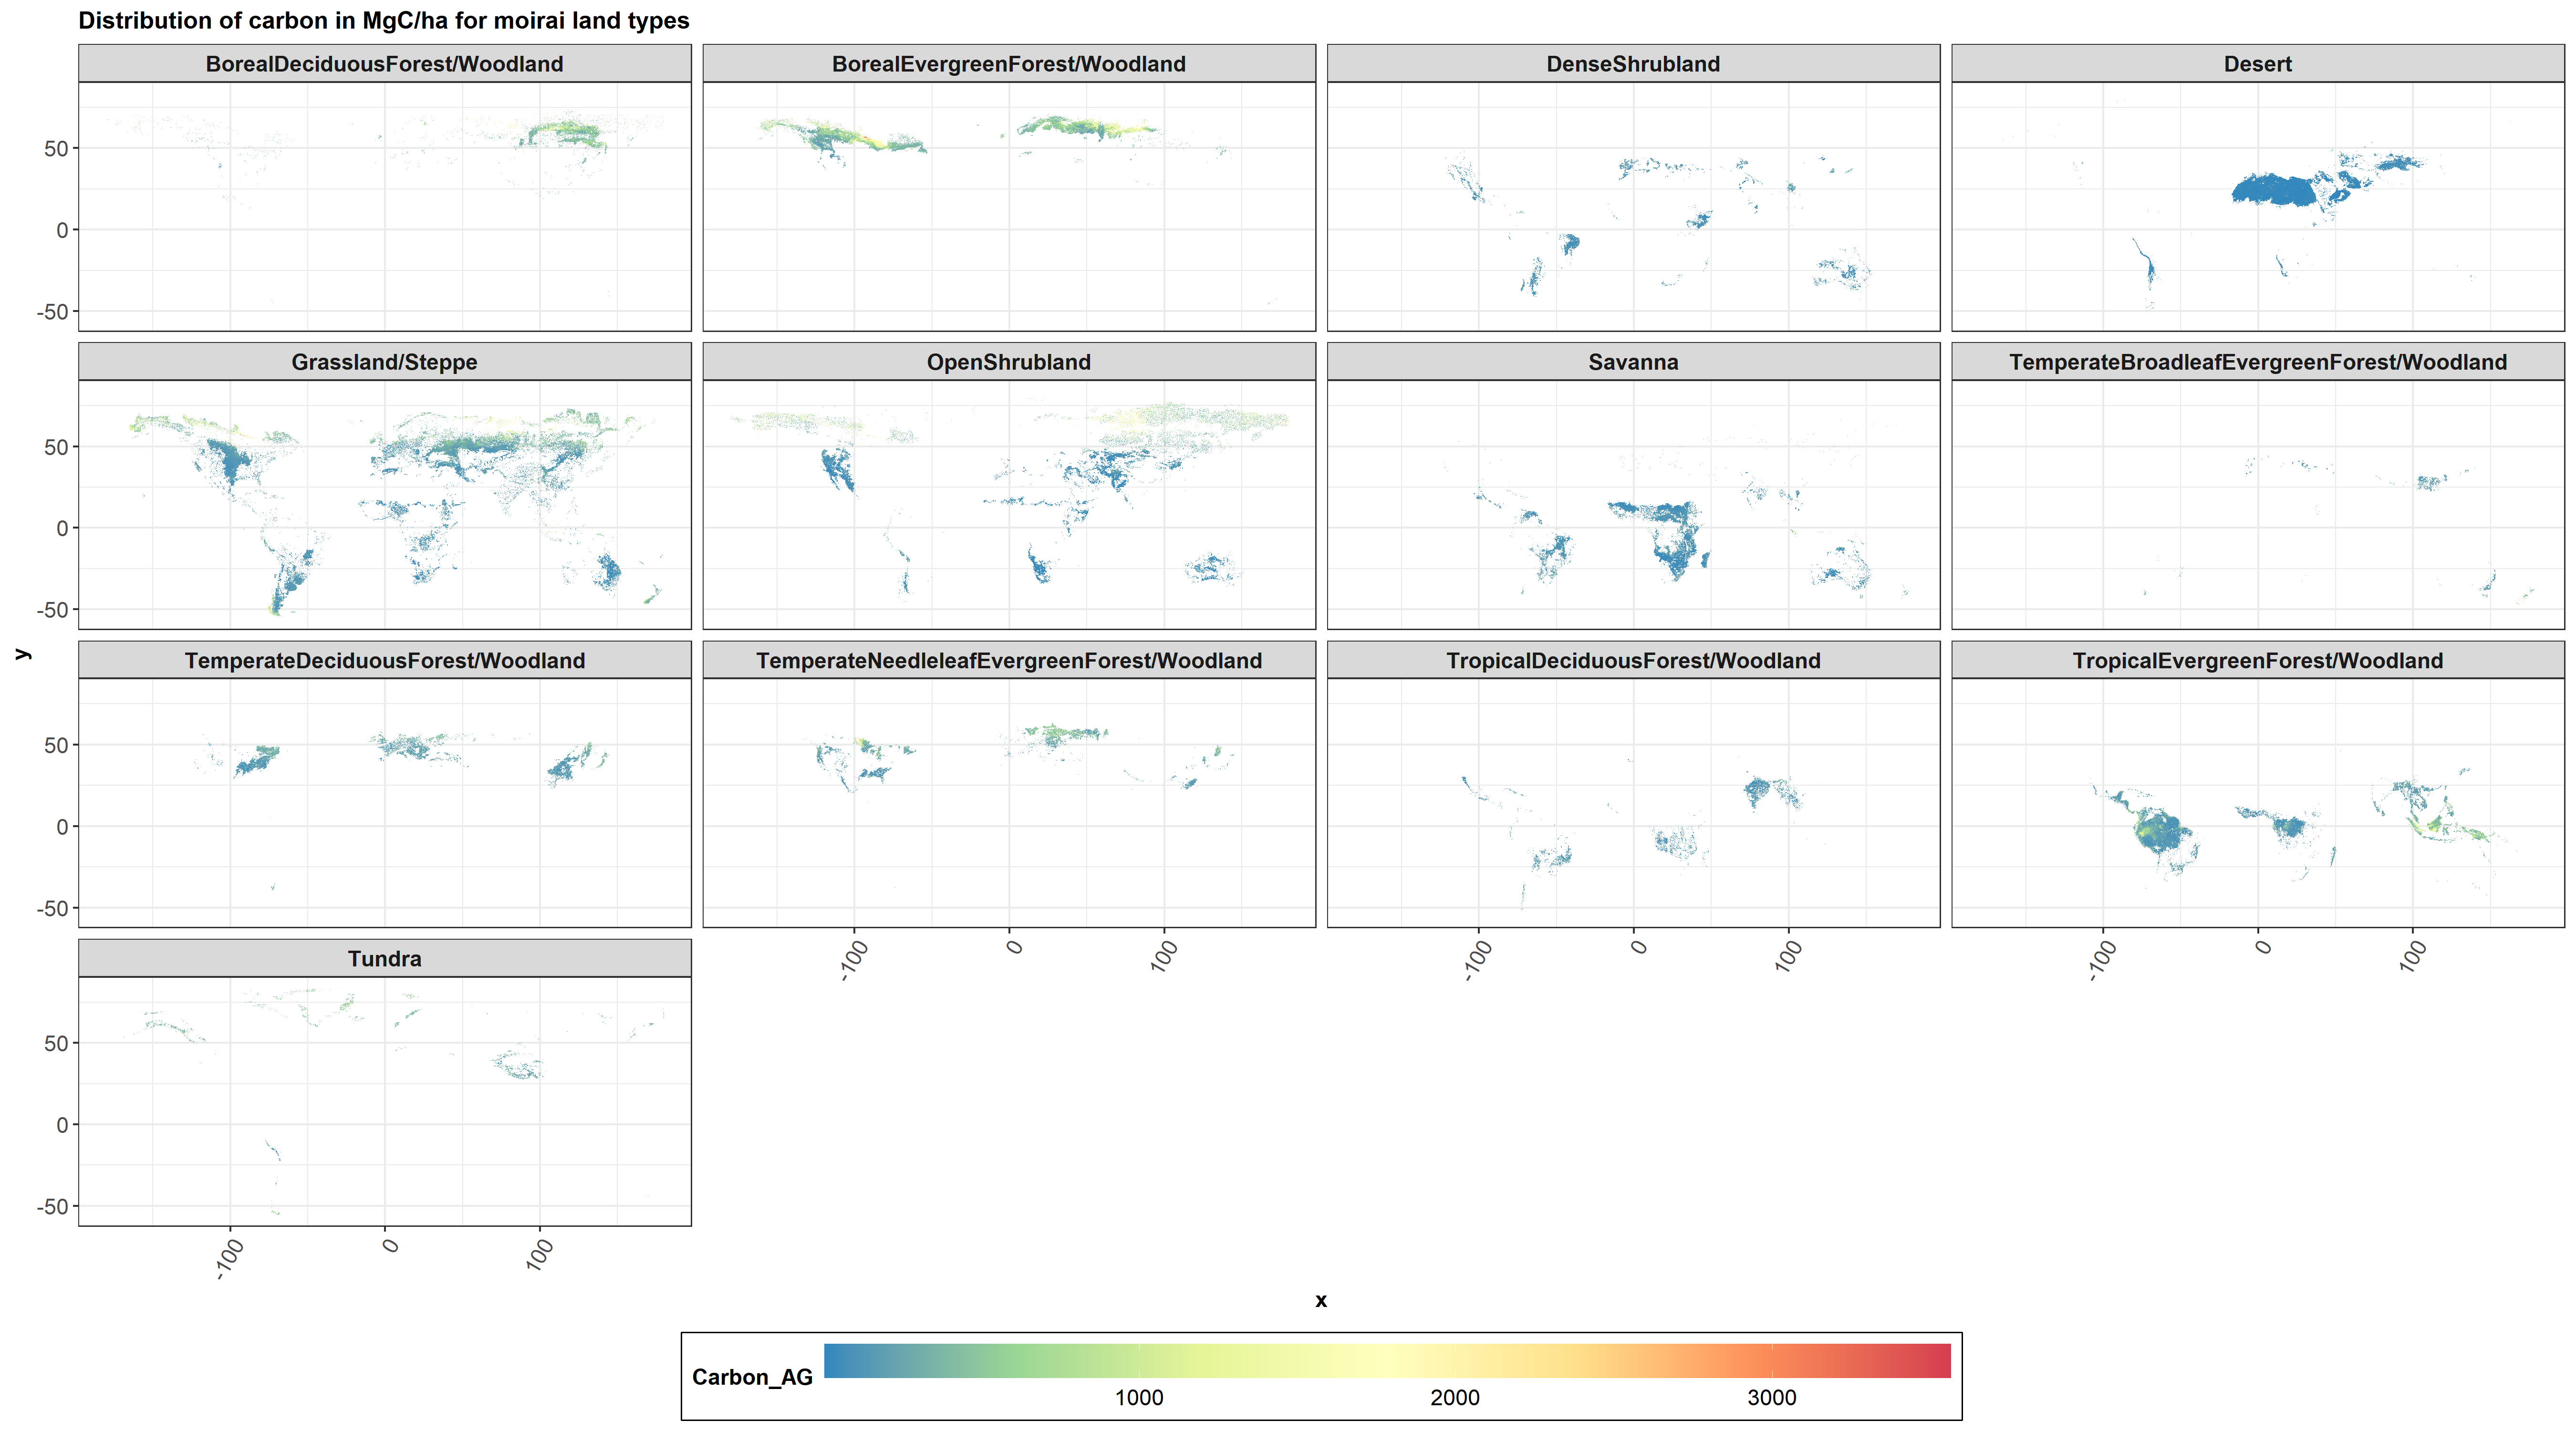 Distribution of carbon in MgC/ha for moirai land types
BorealDeciduousForest/Woodland
BorealEvergreenForest/Woodland
DenseShrubland
Desert
50
0
-50
Grassland/Steppe
OpenShrubland
Savanna
TemperateBroadleafEvergreenForest/Woodland
50
0
-50
y
TemperateDeciduousForest/Woodland
TemperateNeedleleafEvergreenForest/Woodland
TropicalDeciduousForest/Woodland
TropicalEvergreenForest/Woodland
50
0
-50
-100
0
100
-100
0
100
-100
0
100
Tundra
50
0
-50
-100
0
100
x
Carbon_AG
1000
2000
3000